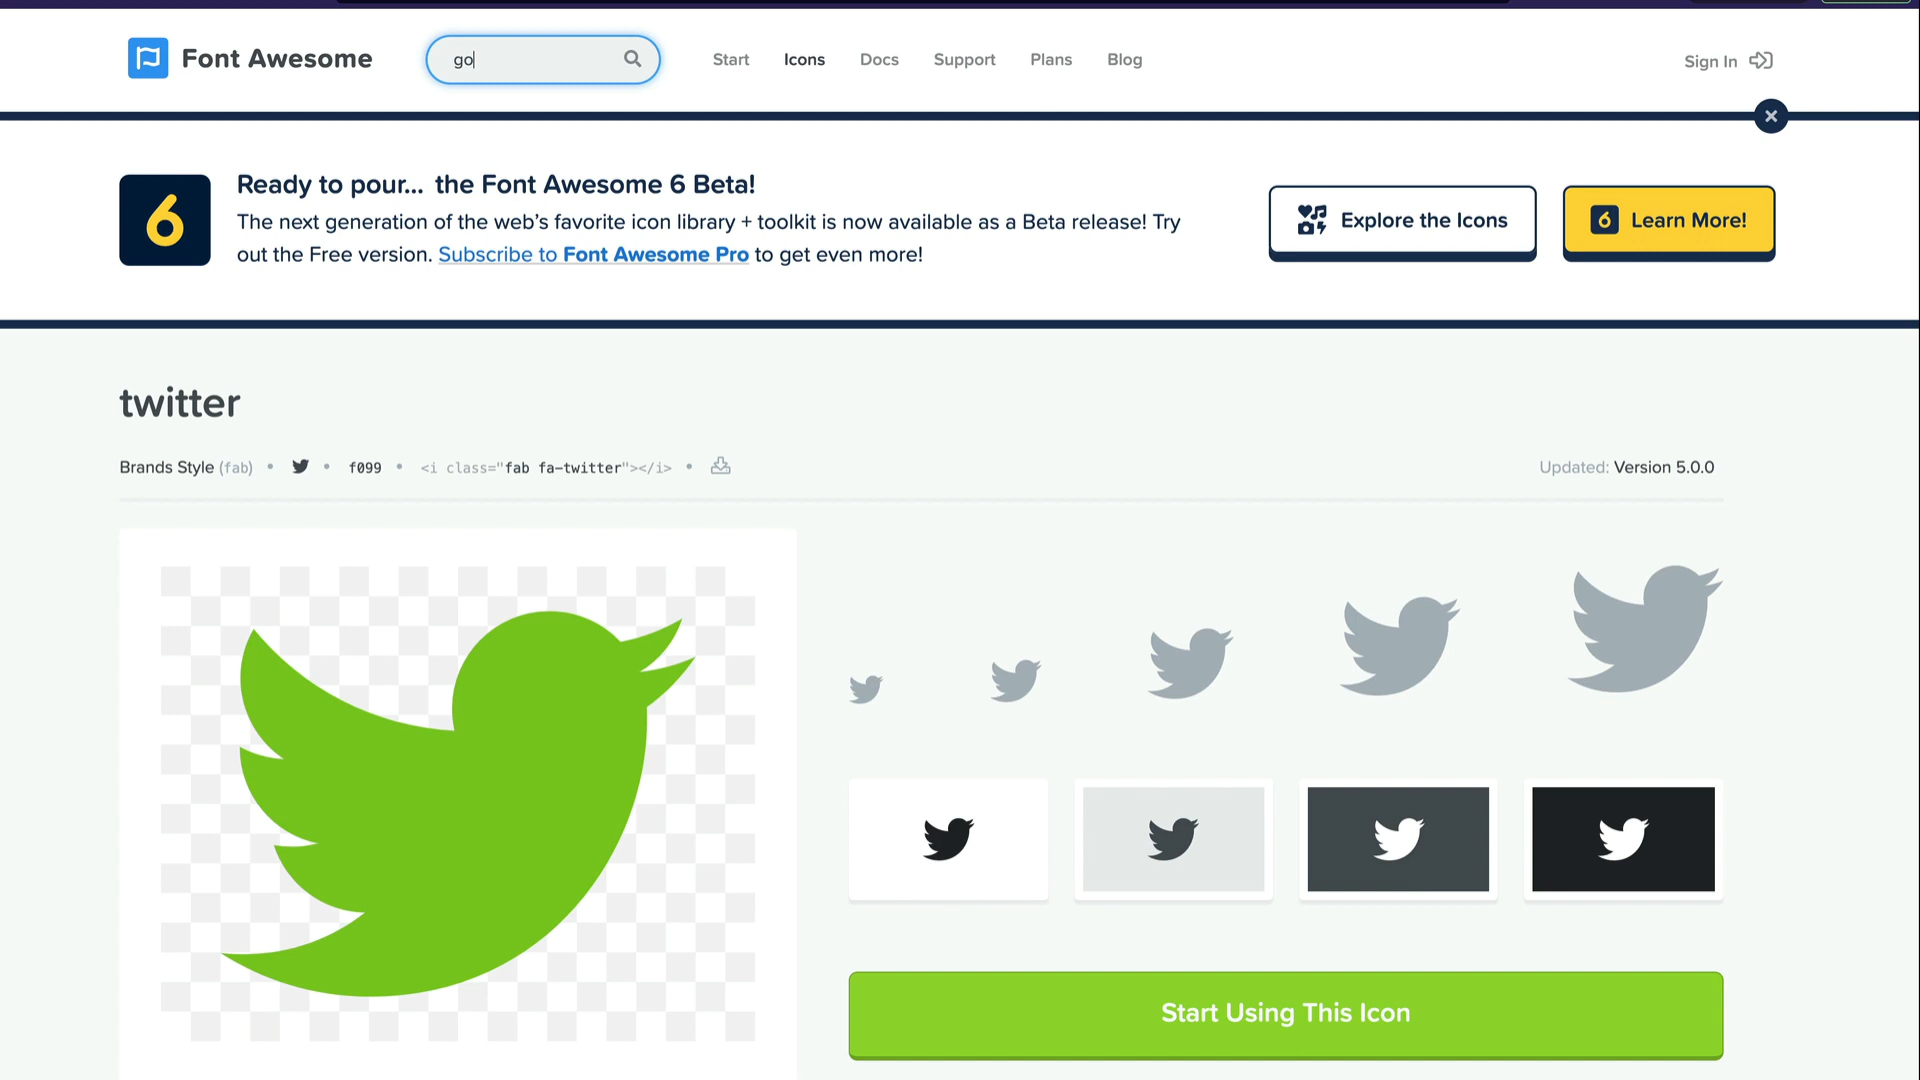 Font Awesome
go
Start Icons Docs Support Plans Blog
Sign In
6
Ready to pour... the Font Awesome 6 Beta!
The next generation of the web’s favorite icon library + toolkit is now available as a Beta release! Try
out the Free version. Subscribe to Font Awesome Pro to get even more!
Explore the Icons
6 Learn More!
twitter
Brands Style (fab) • • f099 • <i class="fab fa-twitter"></i> •
Updated: Version 5.0.0
Start Using This Icon